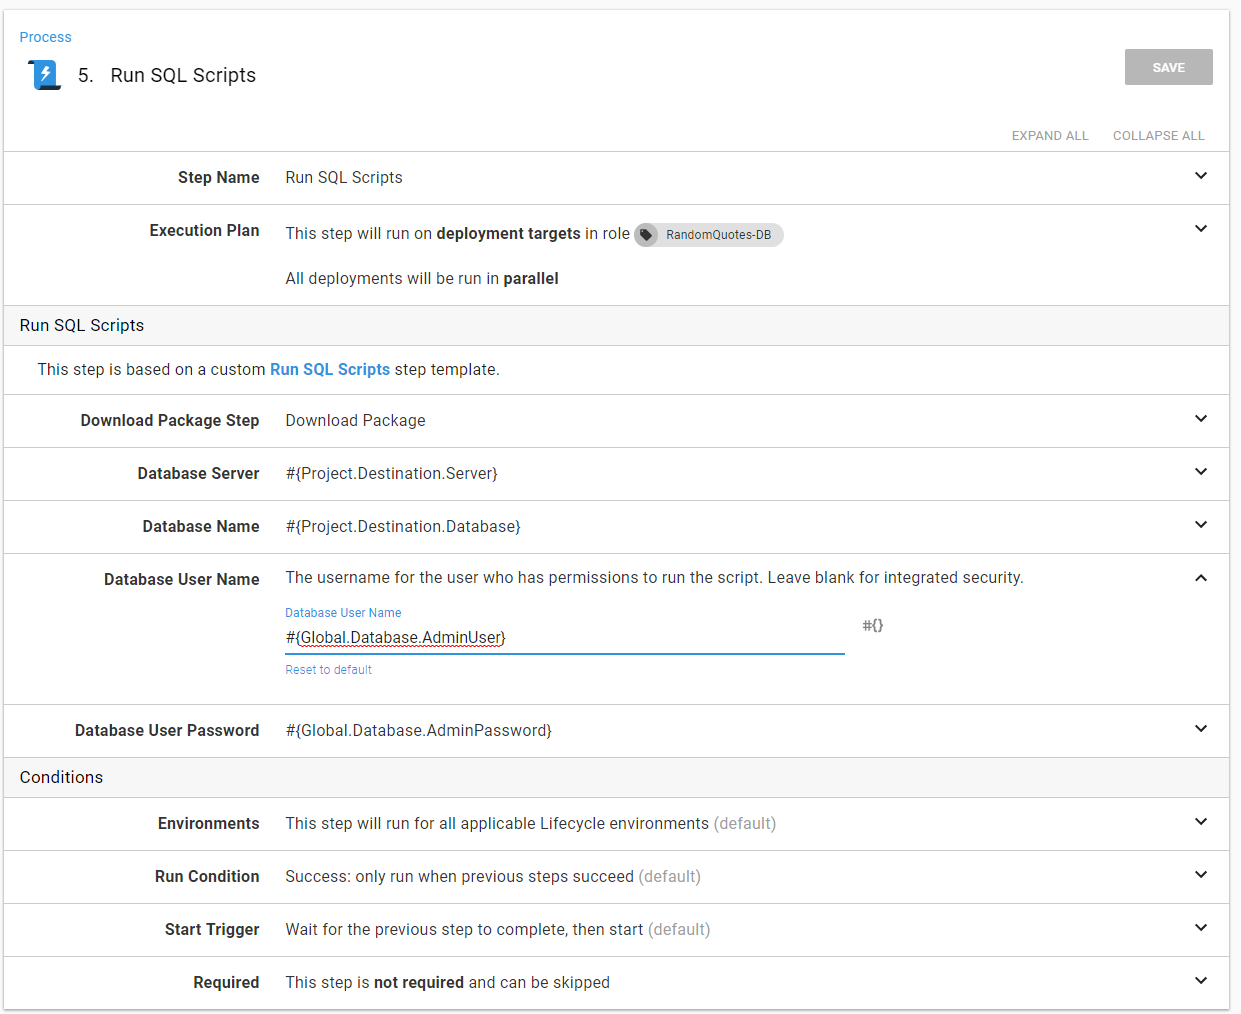 Process
5. Run SQL Scripts
SAVE
EXPAND ALL COLLAPSE ALL
Step Name Run SQL Scripts
Execution Plan This step will run on deployment targets in role RandomQuotes-DB
All deployments will be run in parallel
Run SQL Scripts
This step is based on a custom Run SQL Scripts step template.
Download Package Step Download Package
Database Server #{Project.Destination.Server}
Database Name #{Project.Destination.Database}
Database User Name The username for the user who has permissions to run the script. Leave blank for integrated security.
Database User Name
#{Global.Database.AdminUser} #{}
Reset to default
Database User Password #{Global.Database.AdminPassword}
Conditions
Environments This step will run for all applicable Lifecycle environments (default)
Run Condition Success: only run when previous steps succeed (default)
Start Trigger Wait for the previous step to complete, then start (default)
Required This step is not required and can be skipped